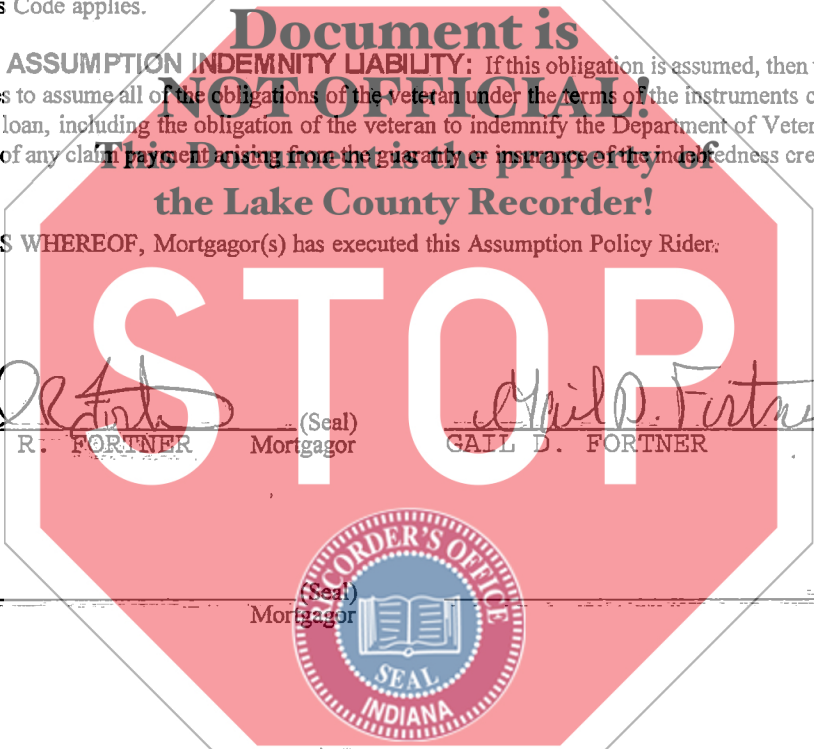 s Code applies.
Document is
ASSUMPTION INDEMNITY LIABILITY: If this obligation is assumed, then
NOT OFFICIAL!
s to assume all of the obligations of the veteran under the terms of the instruments c
loan, including the obligation of the veteran to indemnify the Department of Veter
This Document is the property of
of any claim payment arising from the guaranty or insurance of the indebtedness cre
the Lake County Recorder!
S WHEREOF, Mortgagor(s) has executed this Assumption Policy Rider.
STOP
R Fortner
Gail D. Fortne
(Seal)
R. FORTNER Mortgagor GAIL D. FORTNER
RECORDER'S OFFICE
(Seal)
Mortgagor
SEAL
INDIANA